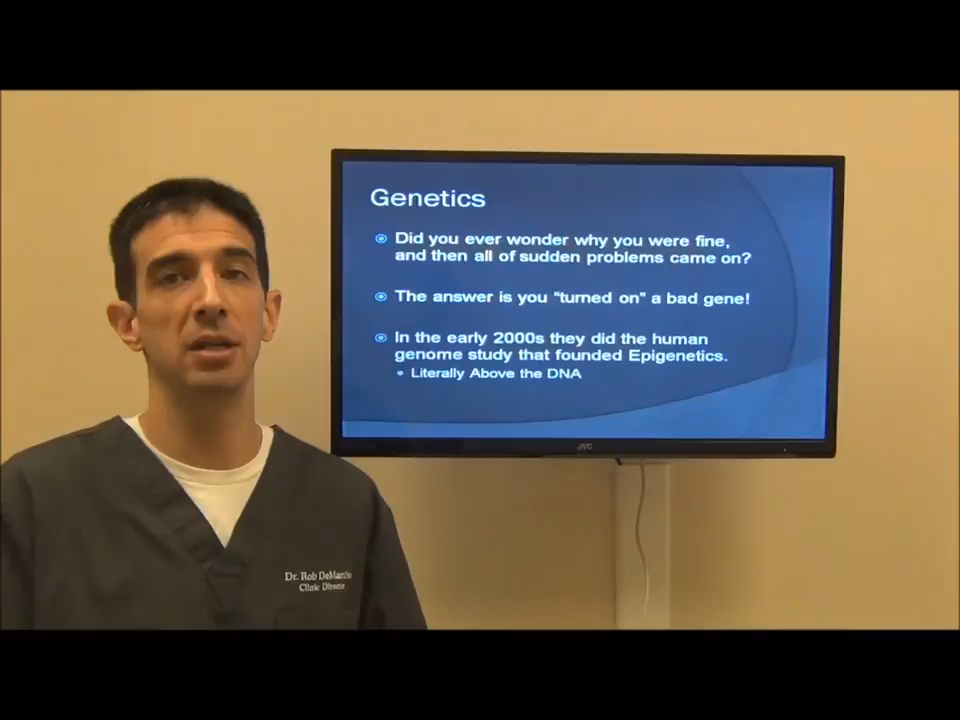 Genetics
Did you ever wonder why you were fine,
and then all of sudden problems came on?
The answer is you “turned on” a bad gene!
In the early 2000s they did the human
genome study that founded Epigenetics.
Literally Above the DNA
JVC
Dr. Rob DeMartino
Clinic Director